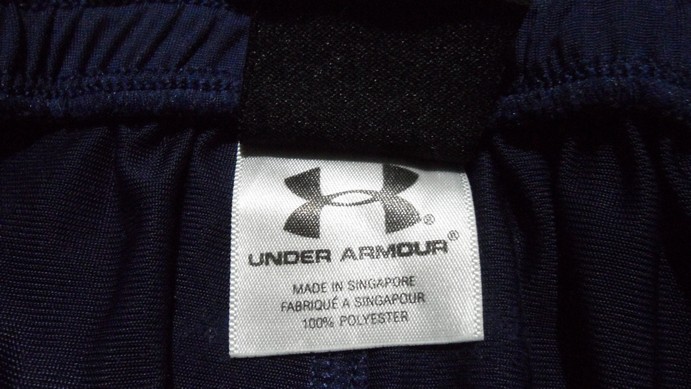 ®
UNDER ARMOUR®
MADE IN SINGAPORE
FABRIQUÉ A SINGAPOUR
100% POLYESTER